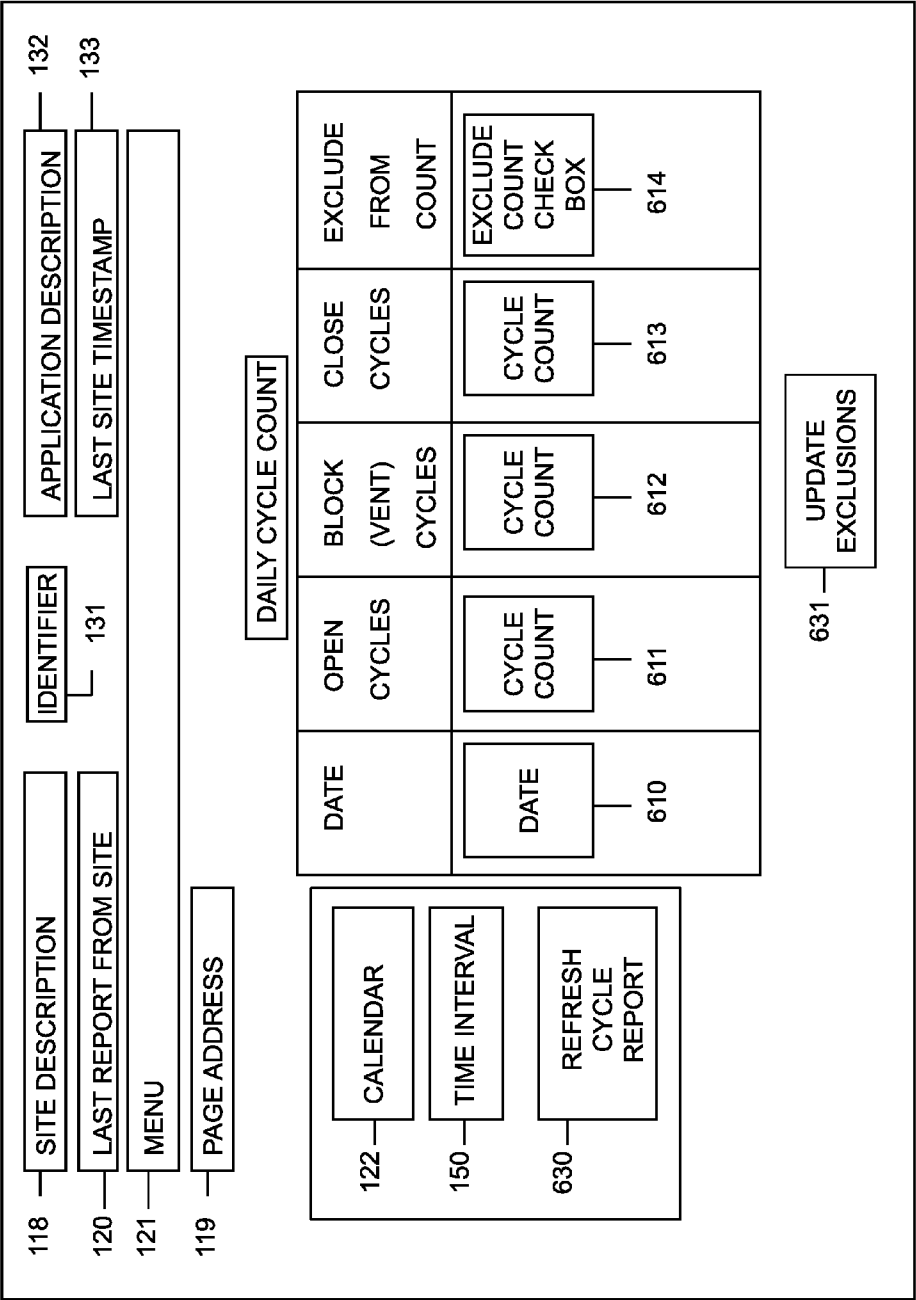 118 SITE DESCRIPTION
IDENTIFIER
131
APPLICATION DESCRIPTION 132
120 LAST REPORT FROM SITE
LAST SITE TIMESTAMP 133
121 MENU
119 PAGE ADDRESS
122 CALENDAR
150 TIME INTERVAL
630 REFRESH
CYCLE
REPORT
DAILY CYCLE COUNT
DATE
OPEN
CYCLES
BLOCK
(VENT)
CYCLES
CLOSE
CYCLES
EXCLUDE
FROM
COUNT
DATE
610
CYCLE
COUNT
611
CYCLE
COUNT
612
CYCLE
COUNT
613
EXCLUDE
COUNT
CHECK
BOX
614
631 UPDATE
EXCLUSIONS